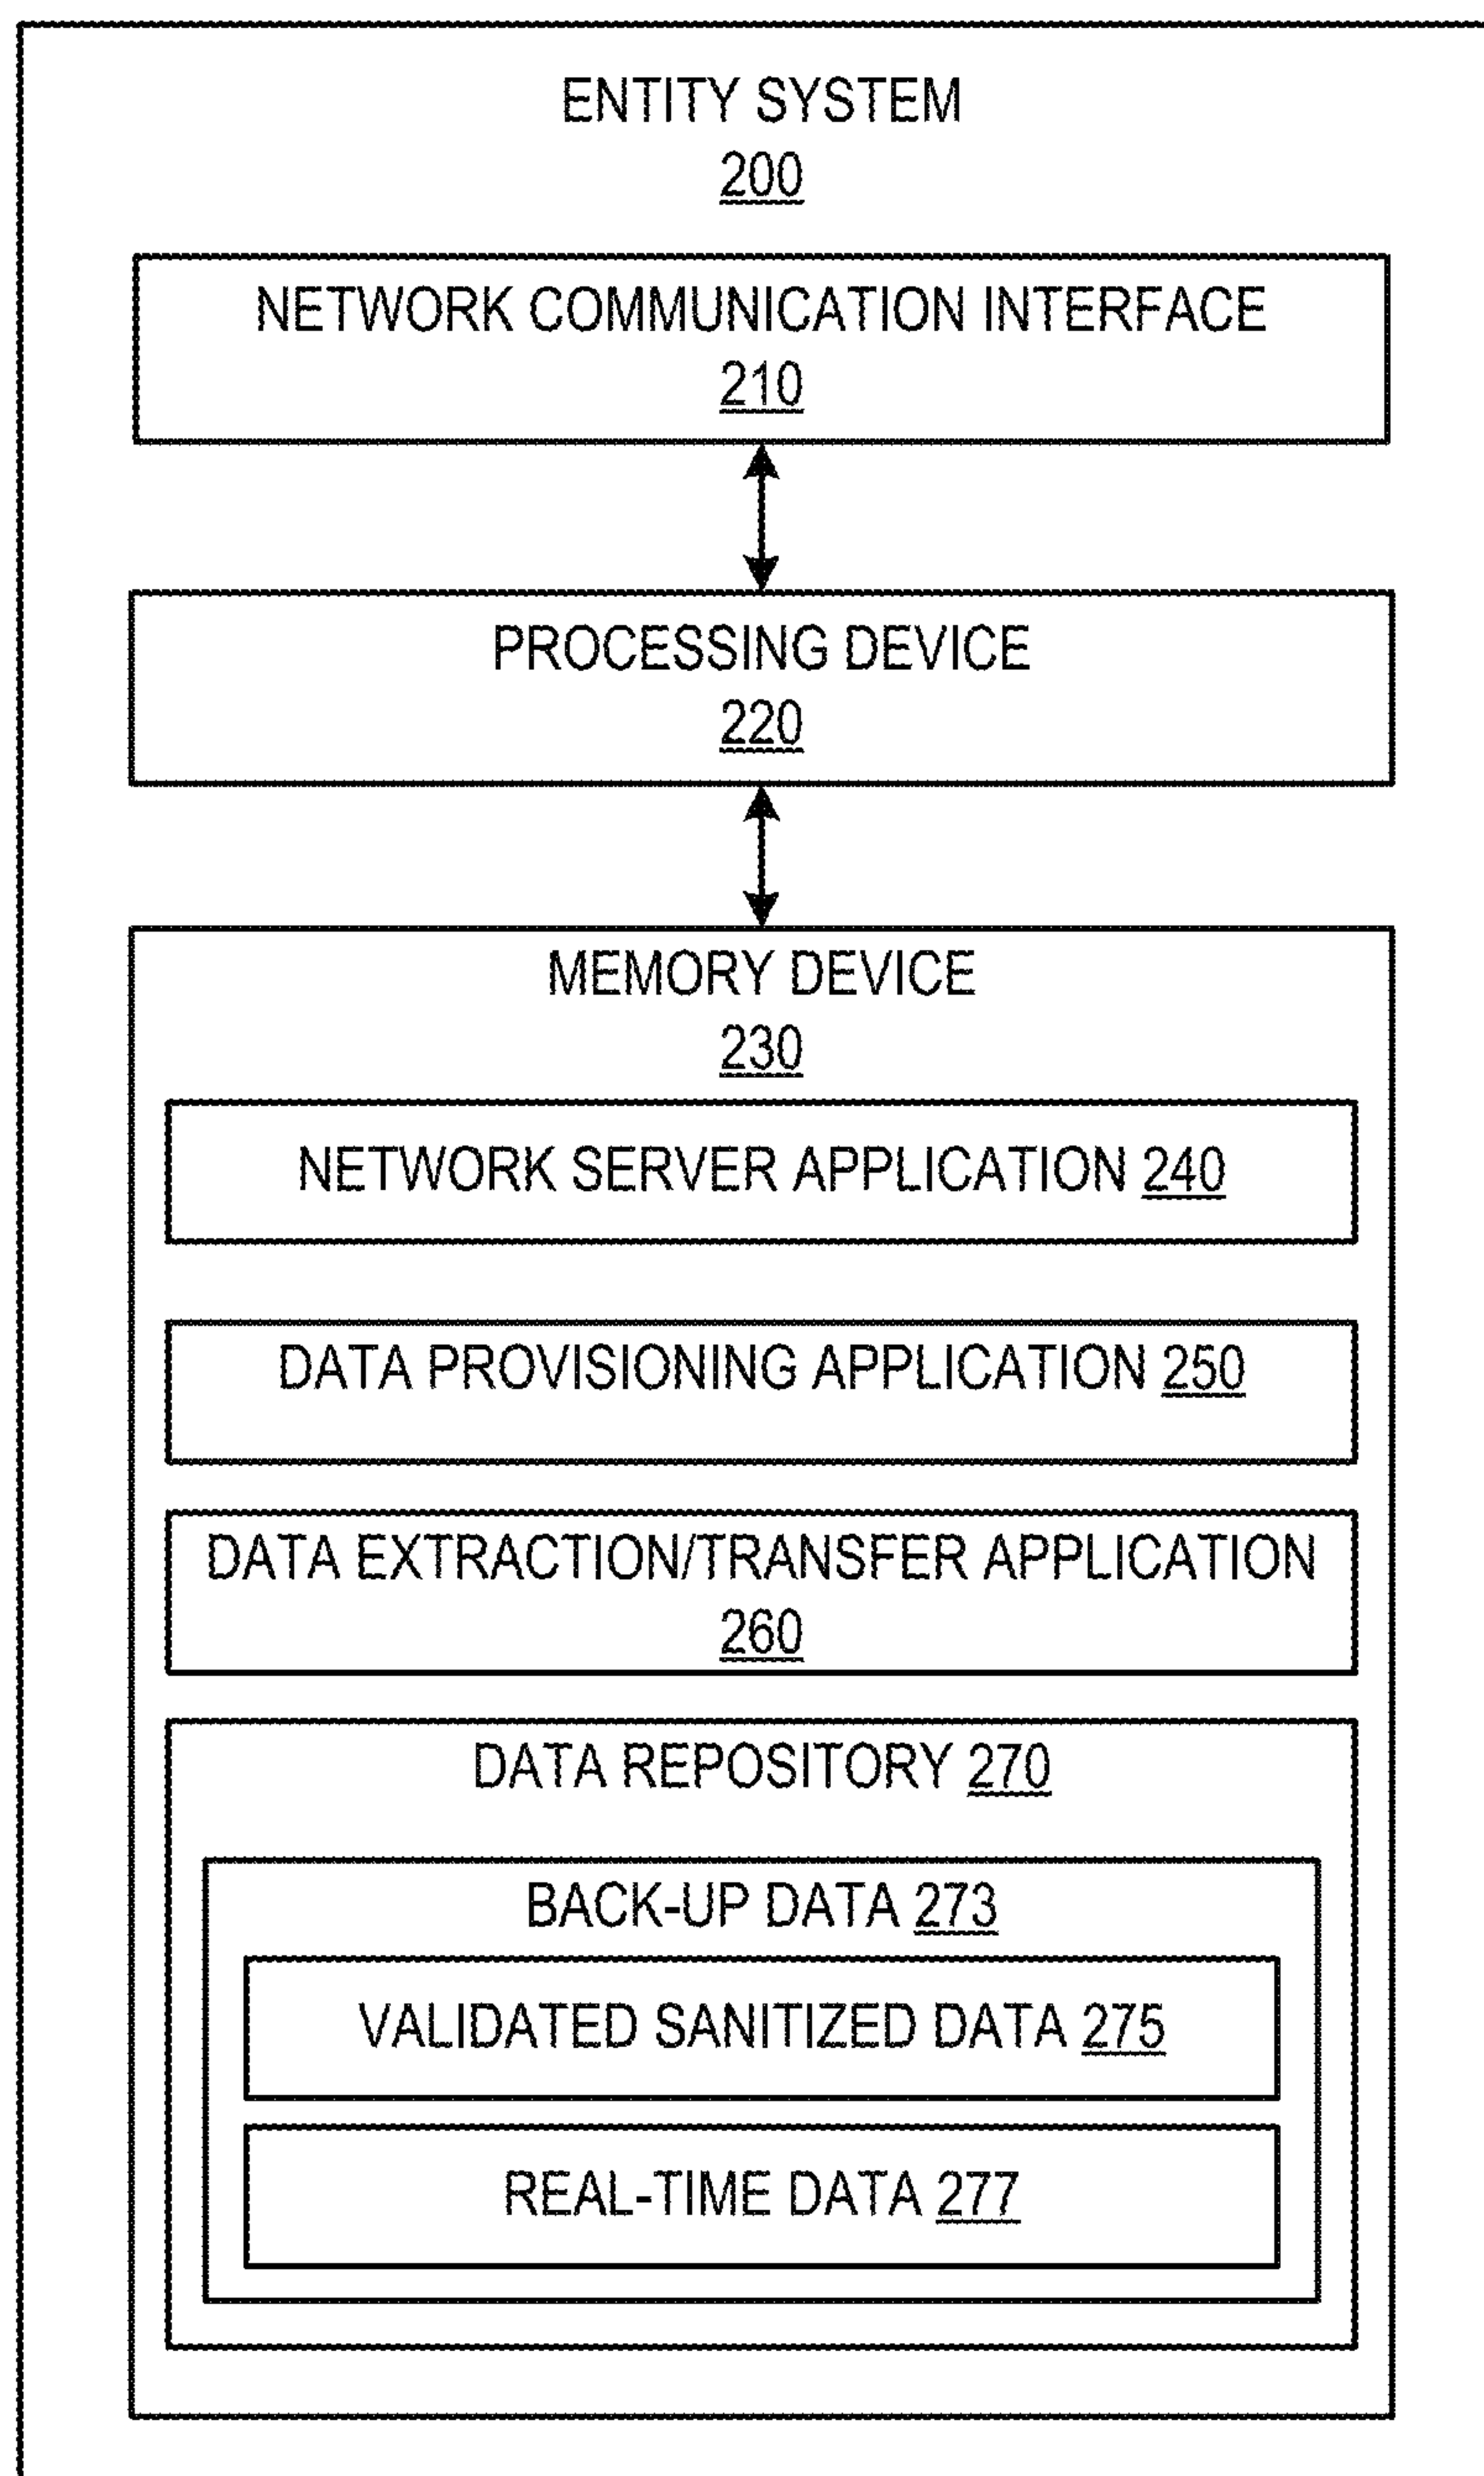 ENTITY SYSTEM
200
NETWORK COMMUNICATION INTERFACE
210
PROCESSING DEVICE
220
MEMORY DEVICE
230
NETWORK SERVER APPLICATION 240
DATA PROVISIONING APPLICATION 250
DATA EXTRACTION/TRANSFER APPLICATION
260
DATA REPOSITORY 270
BACK-UP DATA 273
VALIDATED SANITIZED DATA 275
REAL-TIME DATA 277